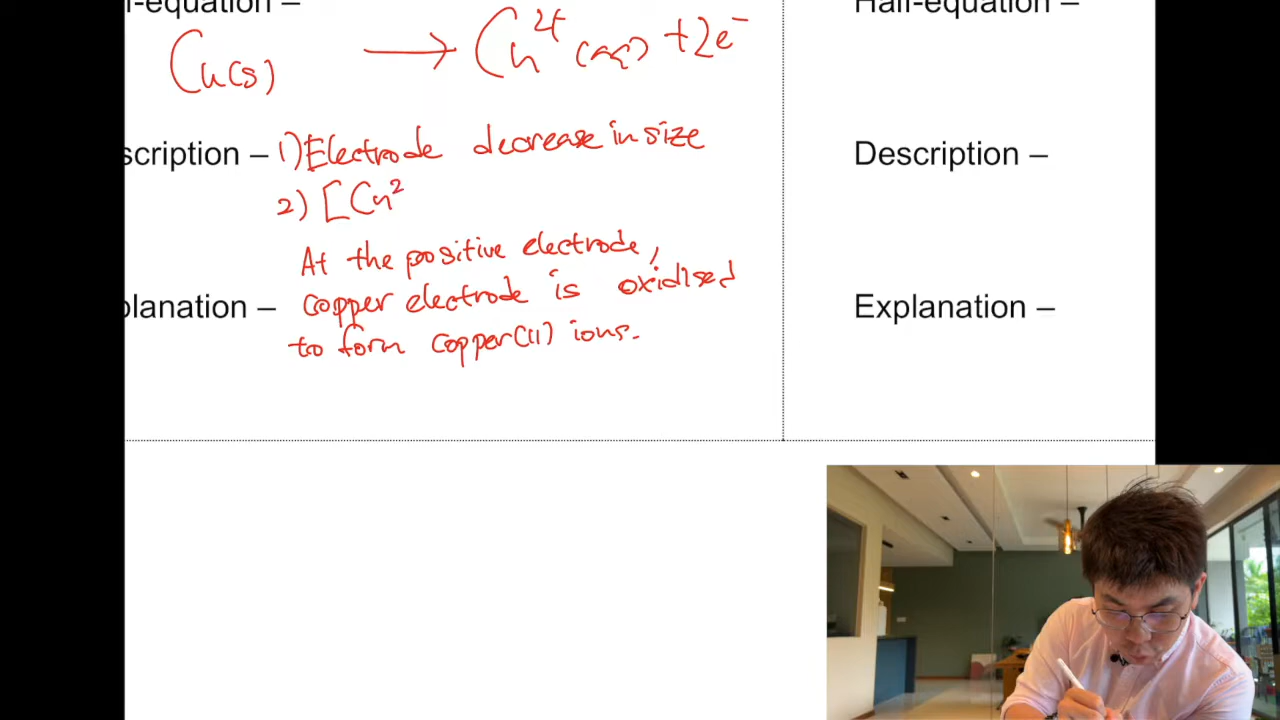 -equation –
Half-equation –
Cu(s) → Cu2+ (aq) + 2e-
scription – 1) Electrode decrease in size
Description –
2) [Cu2
At the positive electrode,
planation – copper electrode is oxidised
Explanation –
to form copper(II) ions.